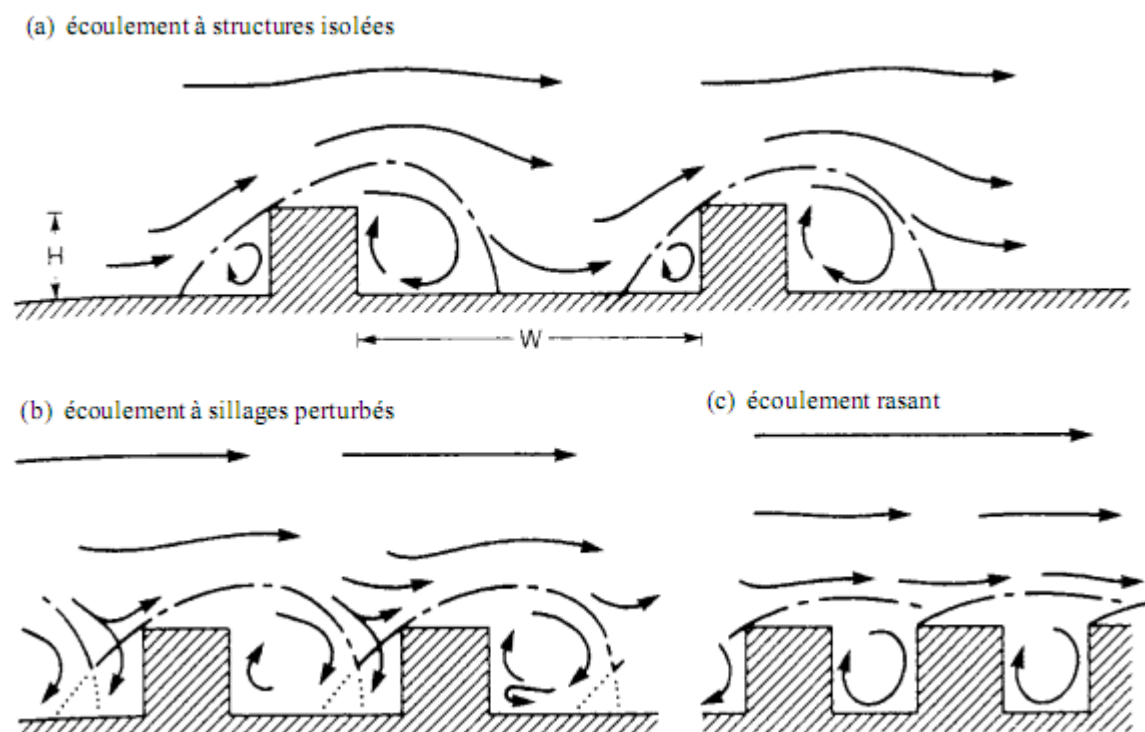 (a) écoulement à structures isolées
H
W
(b) écoulement à sillages perturbés
(c) écoulement rasant